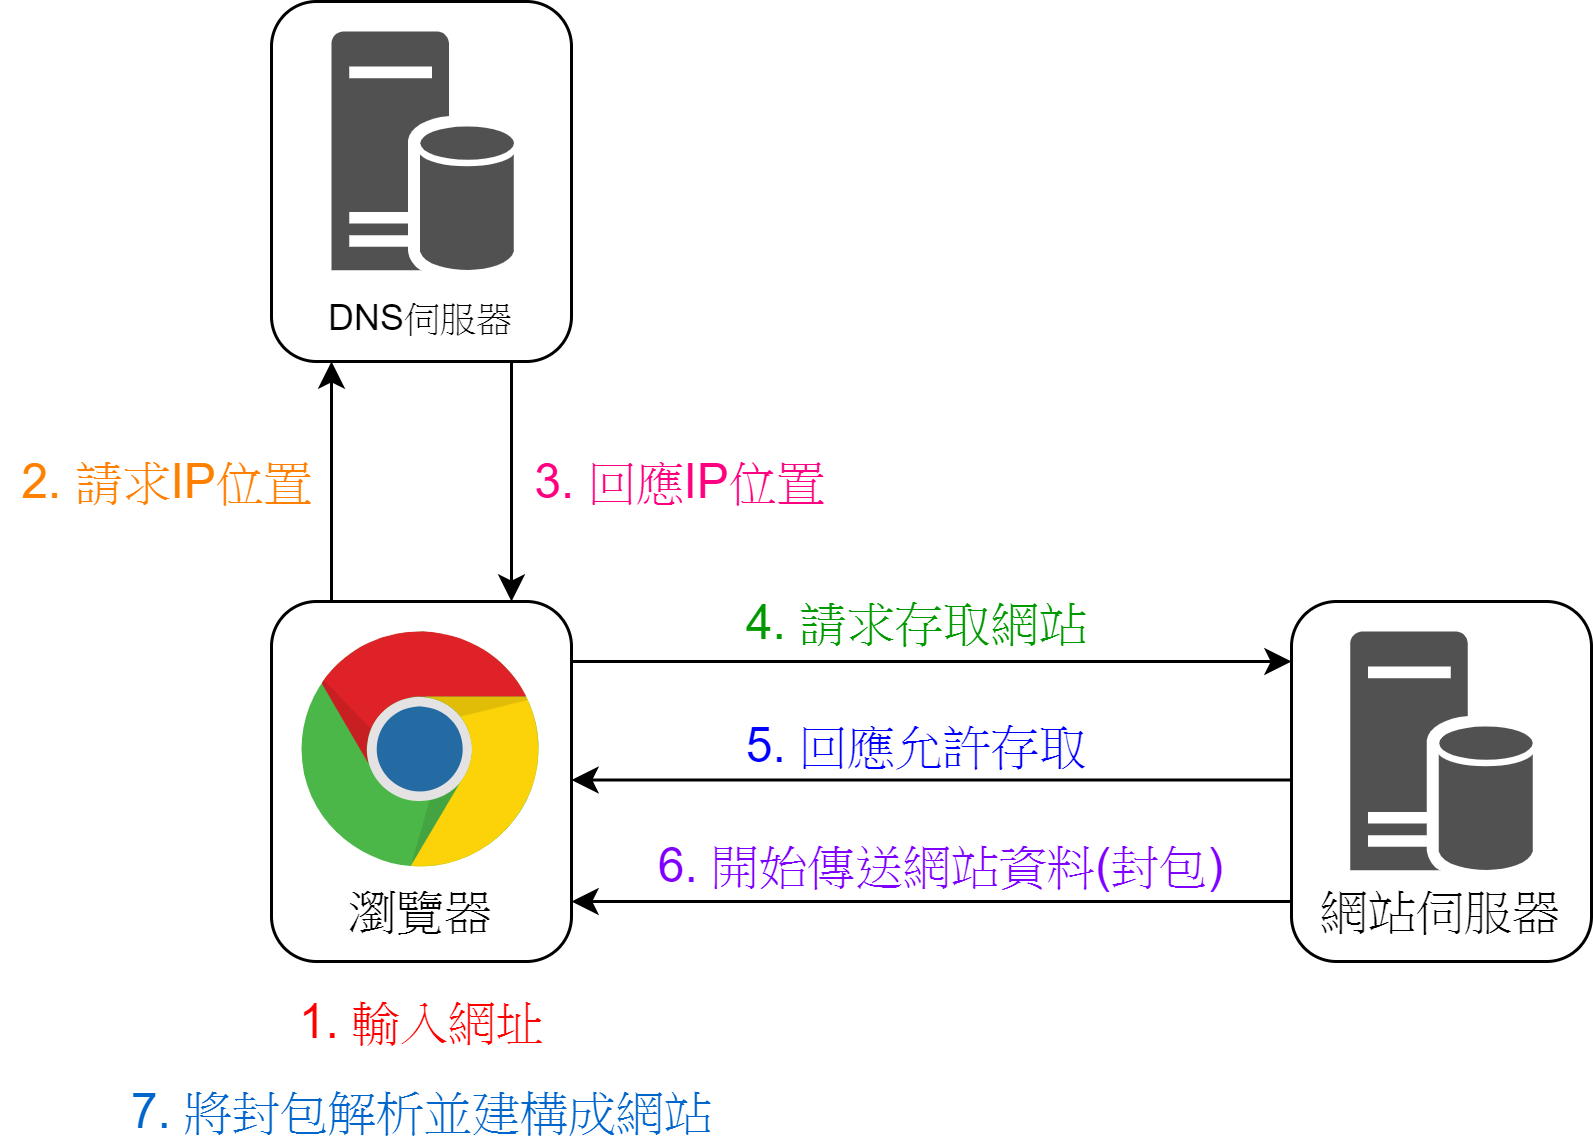 DNS伺服器
2. 請求IP位置
3. 回應IP位置
4. 請求存取網站
5. 回應允許存取
6. 開始傳送網站資料(封包)
瀏覽器
網站伺服器
1. 輸入網址
7. 將封包解析並建構成網站